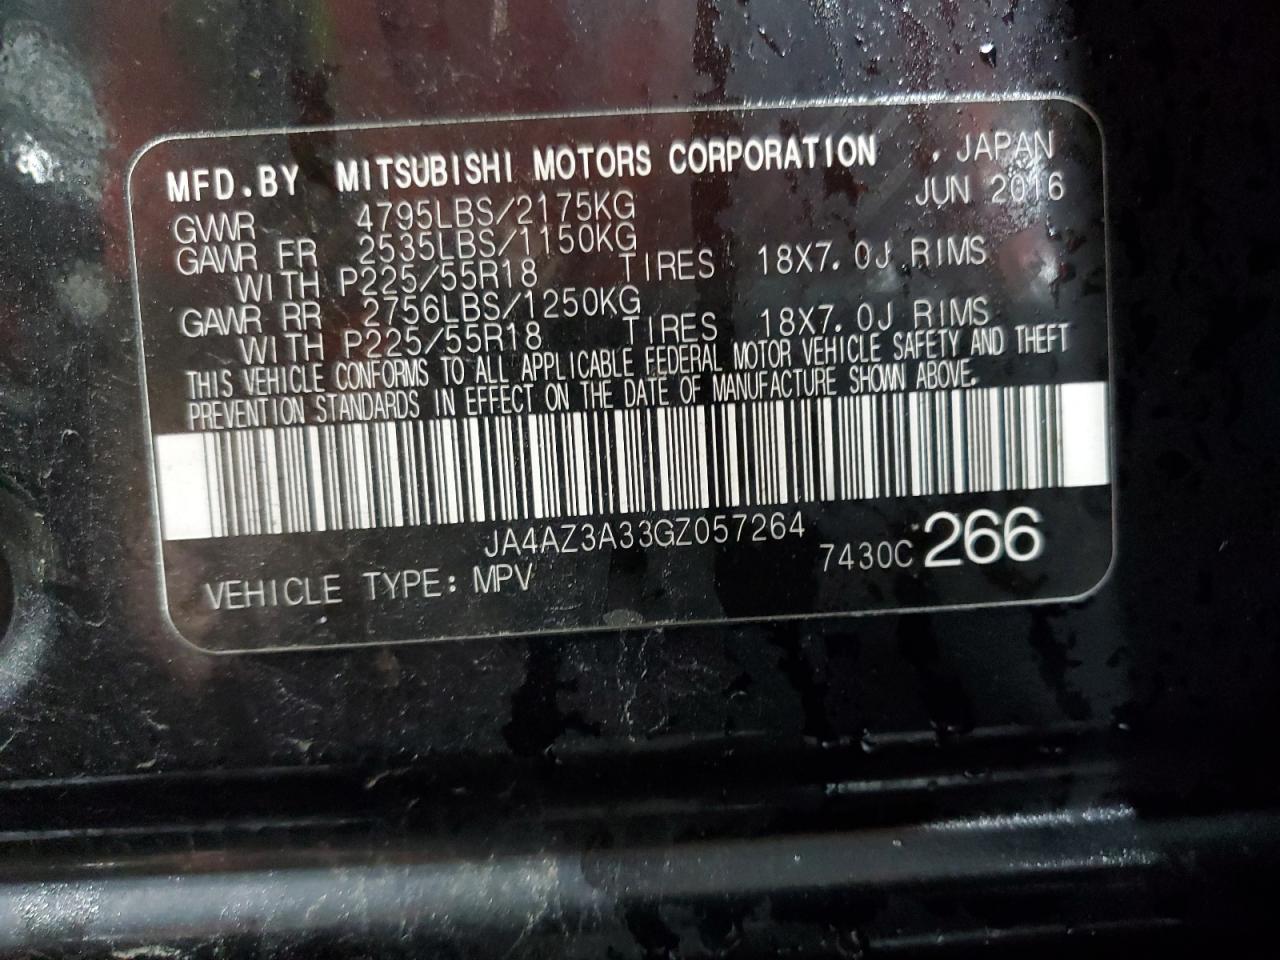 MFD.BY MITSUBISHI MOTORS CORPORATION , JAPAN
JUN 2016
GVWR 4795LBS/2175KG
GAWR FR 2535LBS/1150KG
WITH P225/55R18 TIRES 18X7.0J RIMS
GAWR RR 2756LBS/1250KG
WITH P225/55R18 TIRES 18X7.0J RIMS
THIS VEHICLE CONFORMS TO ALL APPLICABLE FEDERAL MOTOR VEHICLE SAFETY AND THEFT
PREVENTION STANDARDS IN EFFECT ON THE DATE OF MANUFACTURE SHOWN ABOVE.
JA4AZ3A33GZ057264
7430C 266
VEHICLE TYPE: MPV